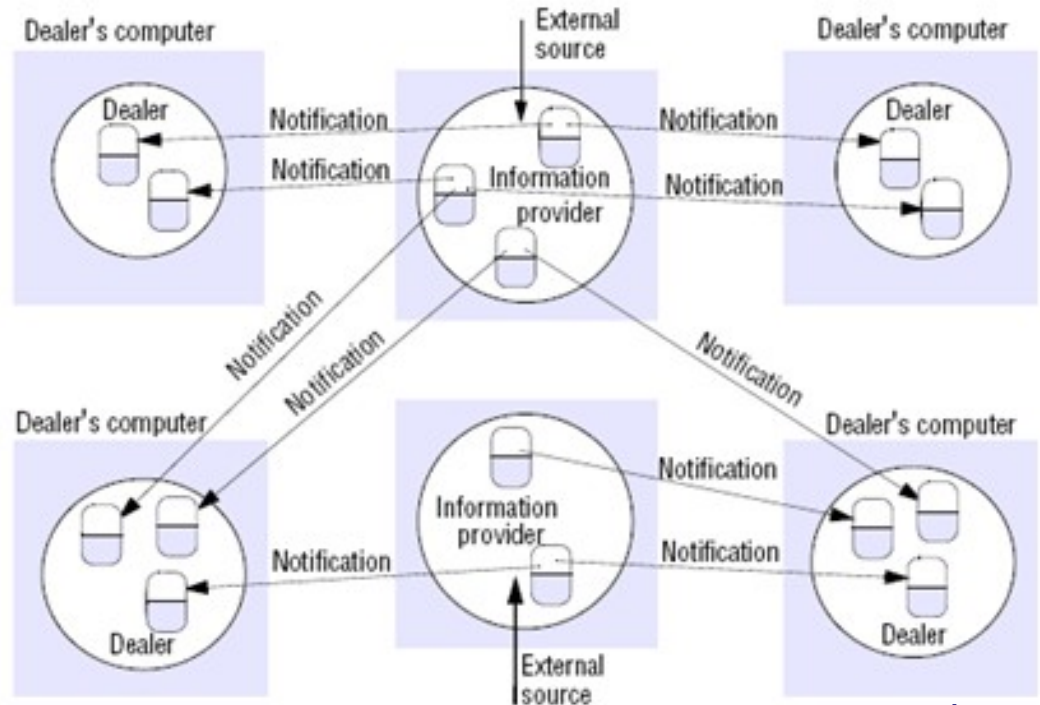 External
source
Dealer's computer
Dealer's computer
Dealer
Notification
Notification
Dealer
Notification
Information
provider
Notification
Notification
Notification
Notification
Dealer's computer
Dealer's computer
Notification
Information
provider
Notification
Notification
Dealer
Dealer
External
source